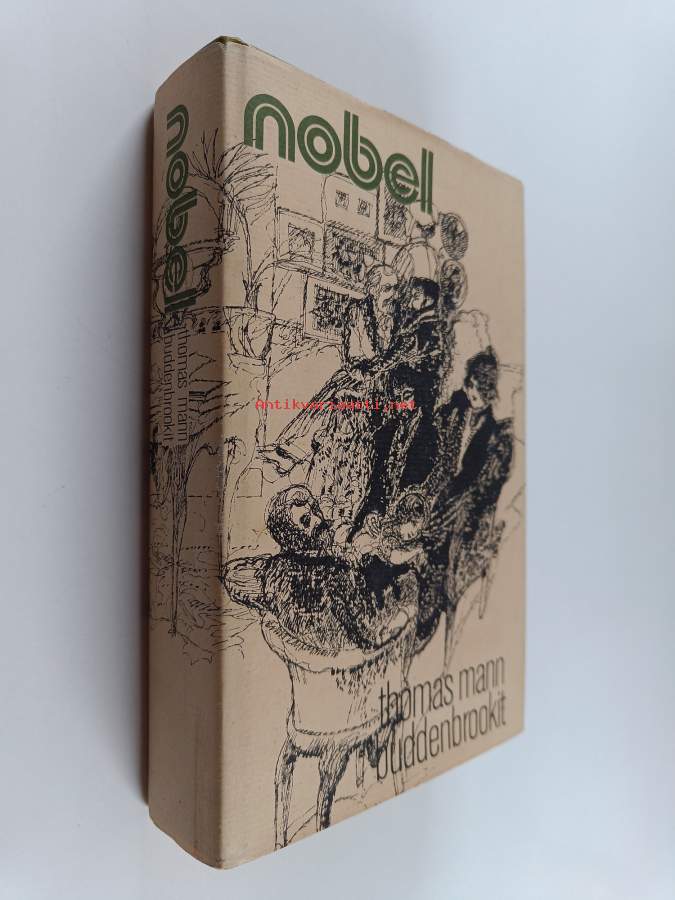 nobel
thomas mann
buddenbrookit
nobel
thomas mann
buddenbrookit
Antikvariaatti.net